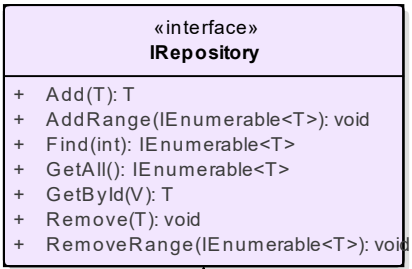 «interface»
IRepository
+ Add(T): T
+ AddRange(IEnumerable<T>): void
+ Find(int): IEnumerable<T>
+ GetAll(): IEnumerable<T>
+ GetById(V): T
+ Remove(T): void
+ RemoveRange(IEnumerable<T>): void